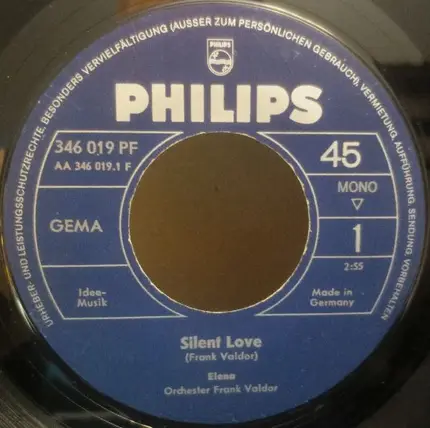 URHEBER- UND LEISTUNGSSCHUTZRECHTE, BESONDERS VERVIELFÄLTIGUNG (AUSSER ZUM PERSÖNLICHEN GEBRAUCH), VERMIETUNG, AUFFÜHRUNG, SENDUNG, VORBEHALTEN
PHILIPS
PHILIPS
346 019 PF
AA 346 019.1 F
45
MONO
GEMA
1
2:55
Idee-
Musik
Made in
Germany
Silent Love
(Frank Valdor)
Elena
Orchester Frank Valdor